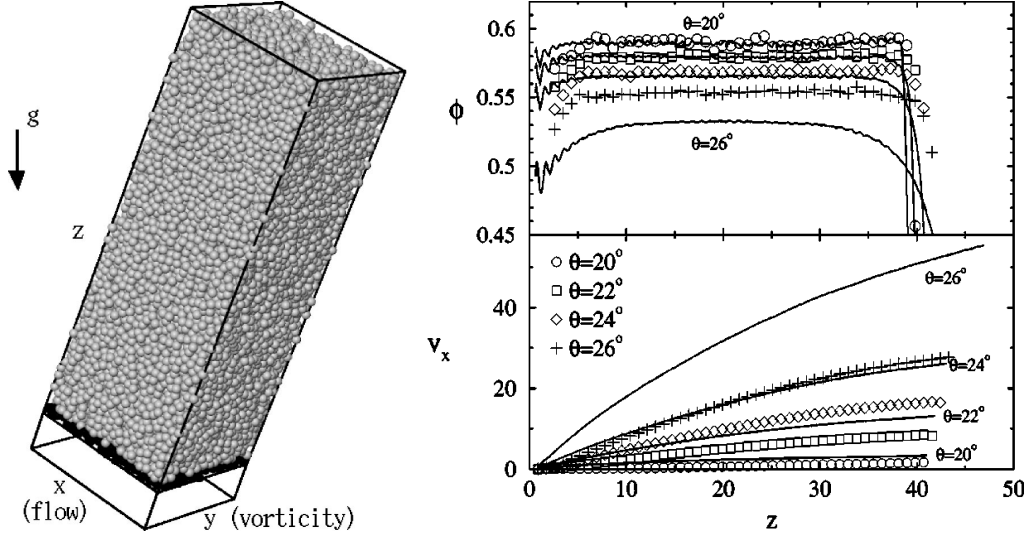 g
z
x
(flow)
y (vorticity)
0.6
0.55
0.5
0.45
ϕ
θ=20°
θ=26°
40
20
0
v_x
○ θ=20°
□ θ=22°
◇ θ=24°
+ θ=26°
θ=26°
θ=24°
θ=22°
θ=20°
0 10 20 30 40 50
z